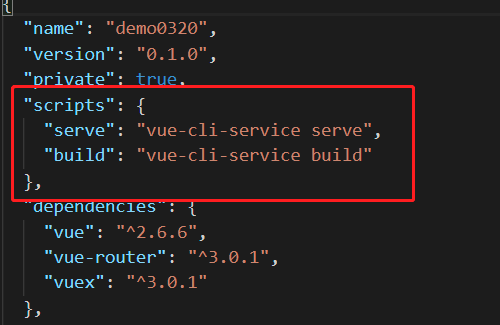 {
"name": "demo0320",
"version": "0.1.0",
"private": true,
"scripts": {
"serve": "vue-cli-service serve",
"build": "vue-cli-service build"
},
"dependencies": {
"vue": "^2.6.6",
"vue-router": "^3.0.1",
"vuex": "^3.0.1"
},